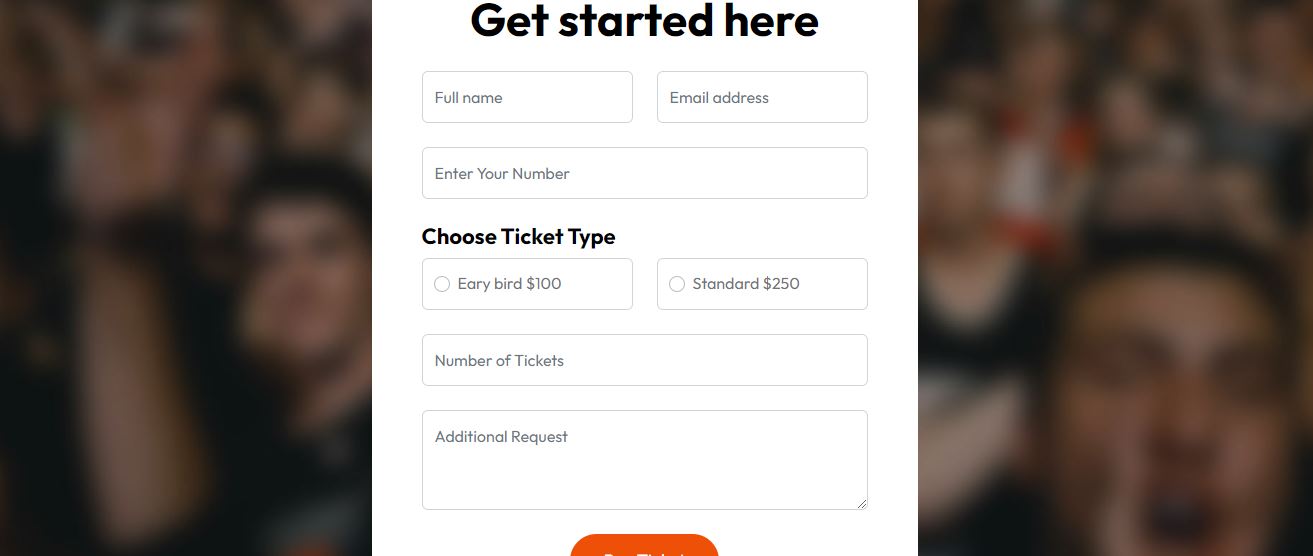 Get started here
Full name
Email address
Enter Your Number
Choose Ticket Type
Eary bird $100
Standard $250
Number of Tickets
Additional Request